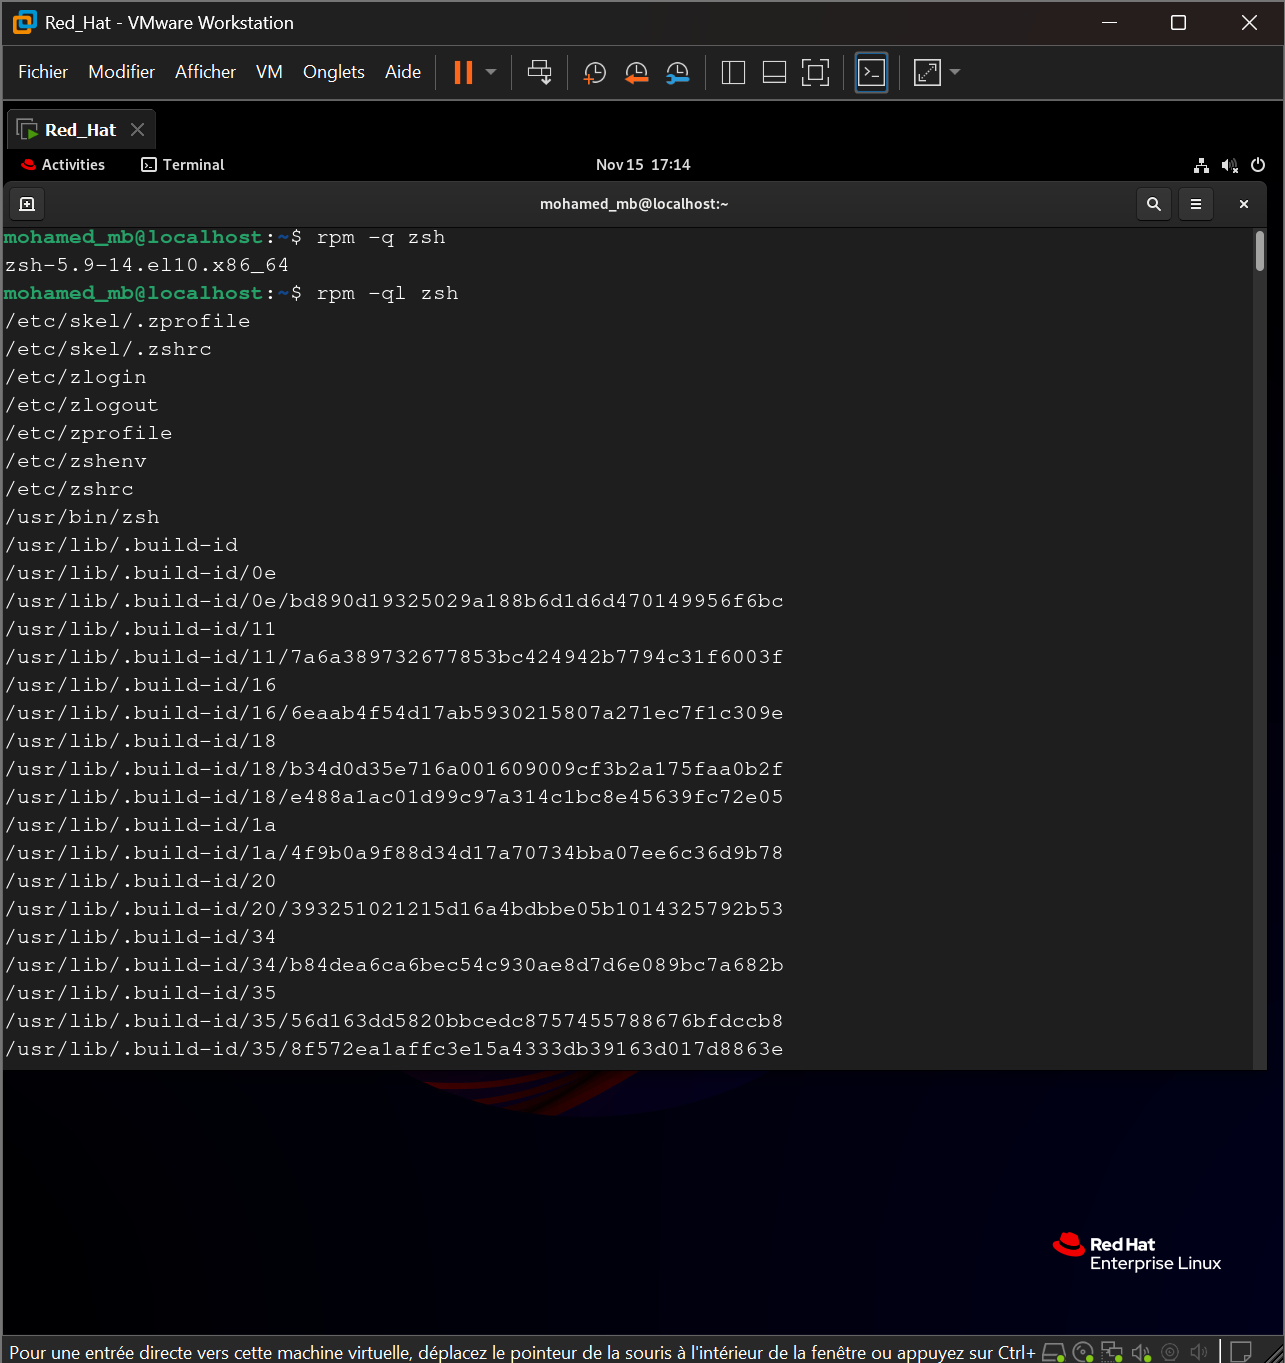 Red_Hat - VMware Workstation
Fichier Modifier Afficher VM Onglets Aide
Red_Hat
Activities Terminal Nov 15 17:14
mohamed_mb@localhost:~
mohamed_mb@localhost:~$ rpm -q zsh
zsh-5.9-14.el10.x86_64
mohamed_mb@localhost:~$ rpm -ql zsh
/etc/skel/.zprofile
/etc/skel/.zshrc
/etc/zlogin
/etc/zlogout
/etc/zprofile
/etc/zshenv
/etc/zshrc
/usr/bin/zsh
/usr/lib/.build-id
/usr/lib/.build-id/0e
/usr/lib/.build-id/0e/bd890d19325029a188b6d1d6d470149956f6bc
/usr/lib/.build-id/11
/usr/lib/.build-id/11/7a6a389732677853bc424942b7794c31f6003f
/usr/lib/.build-id/16
/usr/lib/.build-id/16/6eaab4f54d17ab5930215807a271ec7f1c309e
/usr/lib/.build-id/18
/usr/lib/.build-id/18/b34d0d35e716a001609009cf3b2a175faa0b2f
/usr/lib/.build-id/18/e488a1ac01d99c97a314c1bc8e45639fc72e05
/usr/lib/.build-id/1a
/usr/lib/.build-id/1a/4f9b0a9f88d34d17a70734bba07ee6c36d9b78
/usr/lib/.build-id/20
/usr/lib/.build-id/20/393251021215d16a4bdbbe05b1014325792b53
/usr/lib/.build-id/34
/usr/lib/.build-id/34/b84dea6ca6bec54c930ae8d7d6e089bc7a682b
/usr/lib/.build-id/35
/usr/lib/.build-id/35/56d163dd5820bbcedc8757455788676bfdccb8
/usr/lib/.build-id/35/8f572ea1affc3e15a4333db39163d017d8863e
Red Hat
Enterprise Linux
Pour une entrée directe vers cette machine virtuelle, déplacez le pointeur de la souris à l'intérieur de la fenêtre ou appuyez sur Ctrl+